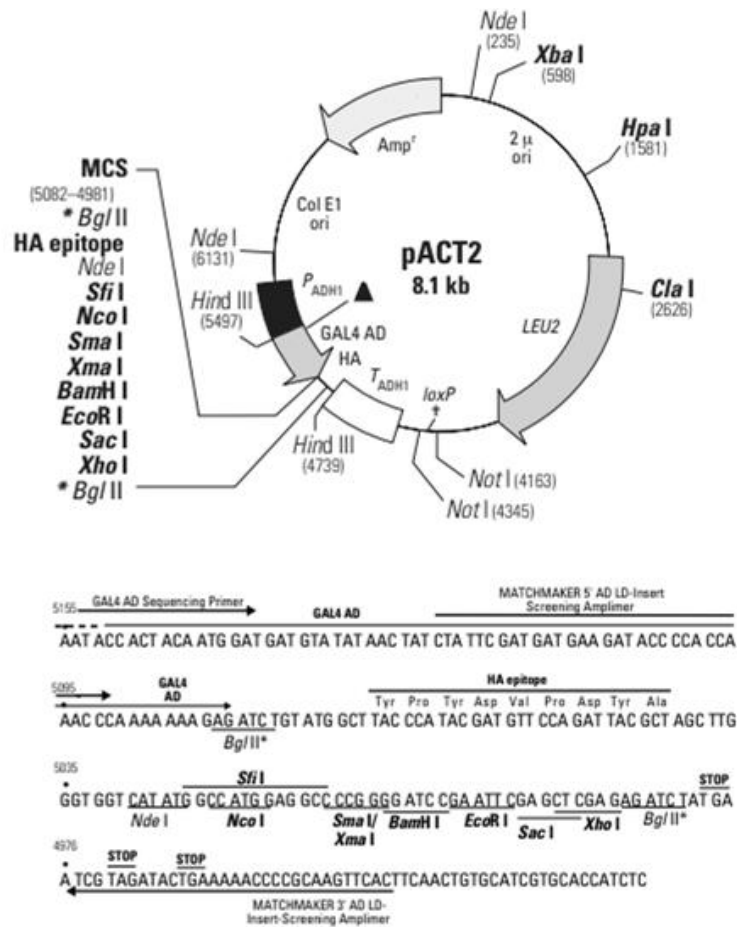 Nde I
(235)
Xba I
(598)
2 μ
ori
Hpa I
(1581)
Amp^r
Col E1
ori
MCS
(5082–4981)
* Bgl II
HA epitope
Nde I
Sfi I
Nco I
Sma I
Xma I
BamH I
EcoR I
Sac I
Xho I
* Bgl II
Nde I
(6131)
pACT2
8.1 kb
P ADH1
Hind III
(5497)
GAL4 AD
HA
Cla I
(2626)
LEU2
T ADH1
loxP
Hind III
(4739)
Not I (4163)
Not I (4345)
5155
GAL4 AD Sequencing Primer
GAL4 AD
MATCHMAKER 5' AD LD-Insert
Screening Amplimer
AATA CCACT ACA ATG GAT GAT GTA TAT AAC TAT CTA TTC GAT GAT GAA GAT ACC CCA CCA
5095
GAL4
AD
HA epitope
Tyr Pro Tyr Asp Val Pro Asp Tyr Ala
AAC CCA AAA AAA GAG ATC TGT ATG GCT TAC CCA TAC GAT GTT CCA GAT TAC GCT AGC TTG
Bgl II*
5035
Sfi I
STOP
GGT GGT CAT ATG GCC ATG GAG GCC CCG GGG ATC CGA ATT CGA GCT CGA GAG ATC TATGA
Nde I
Nco I
Sma I/
Xma I
BamH I
EcoR I
Sac I
Xho I
Bgl II*
4976
STOP
STOP
A TCG TAGATACTGAAAAACCCCGCAAGTTCACTTCAACTGTGCATCGTGCACCATCTC
MATCHMAKER 3' AD LD-
Insert-Screening Amplimer